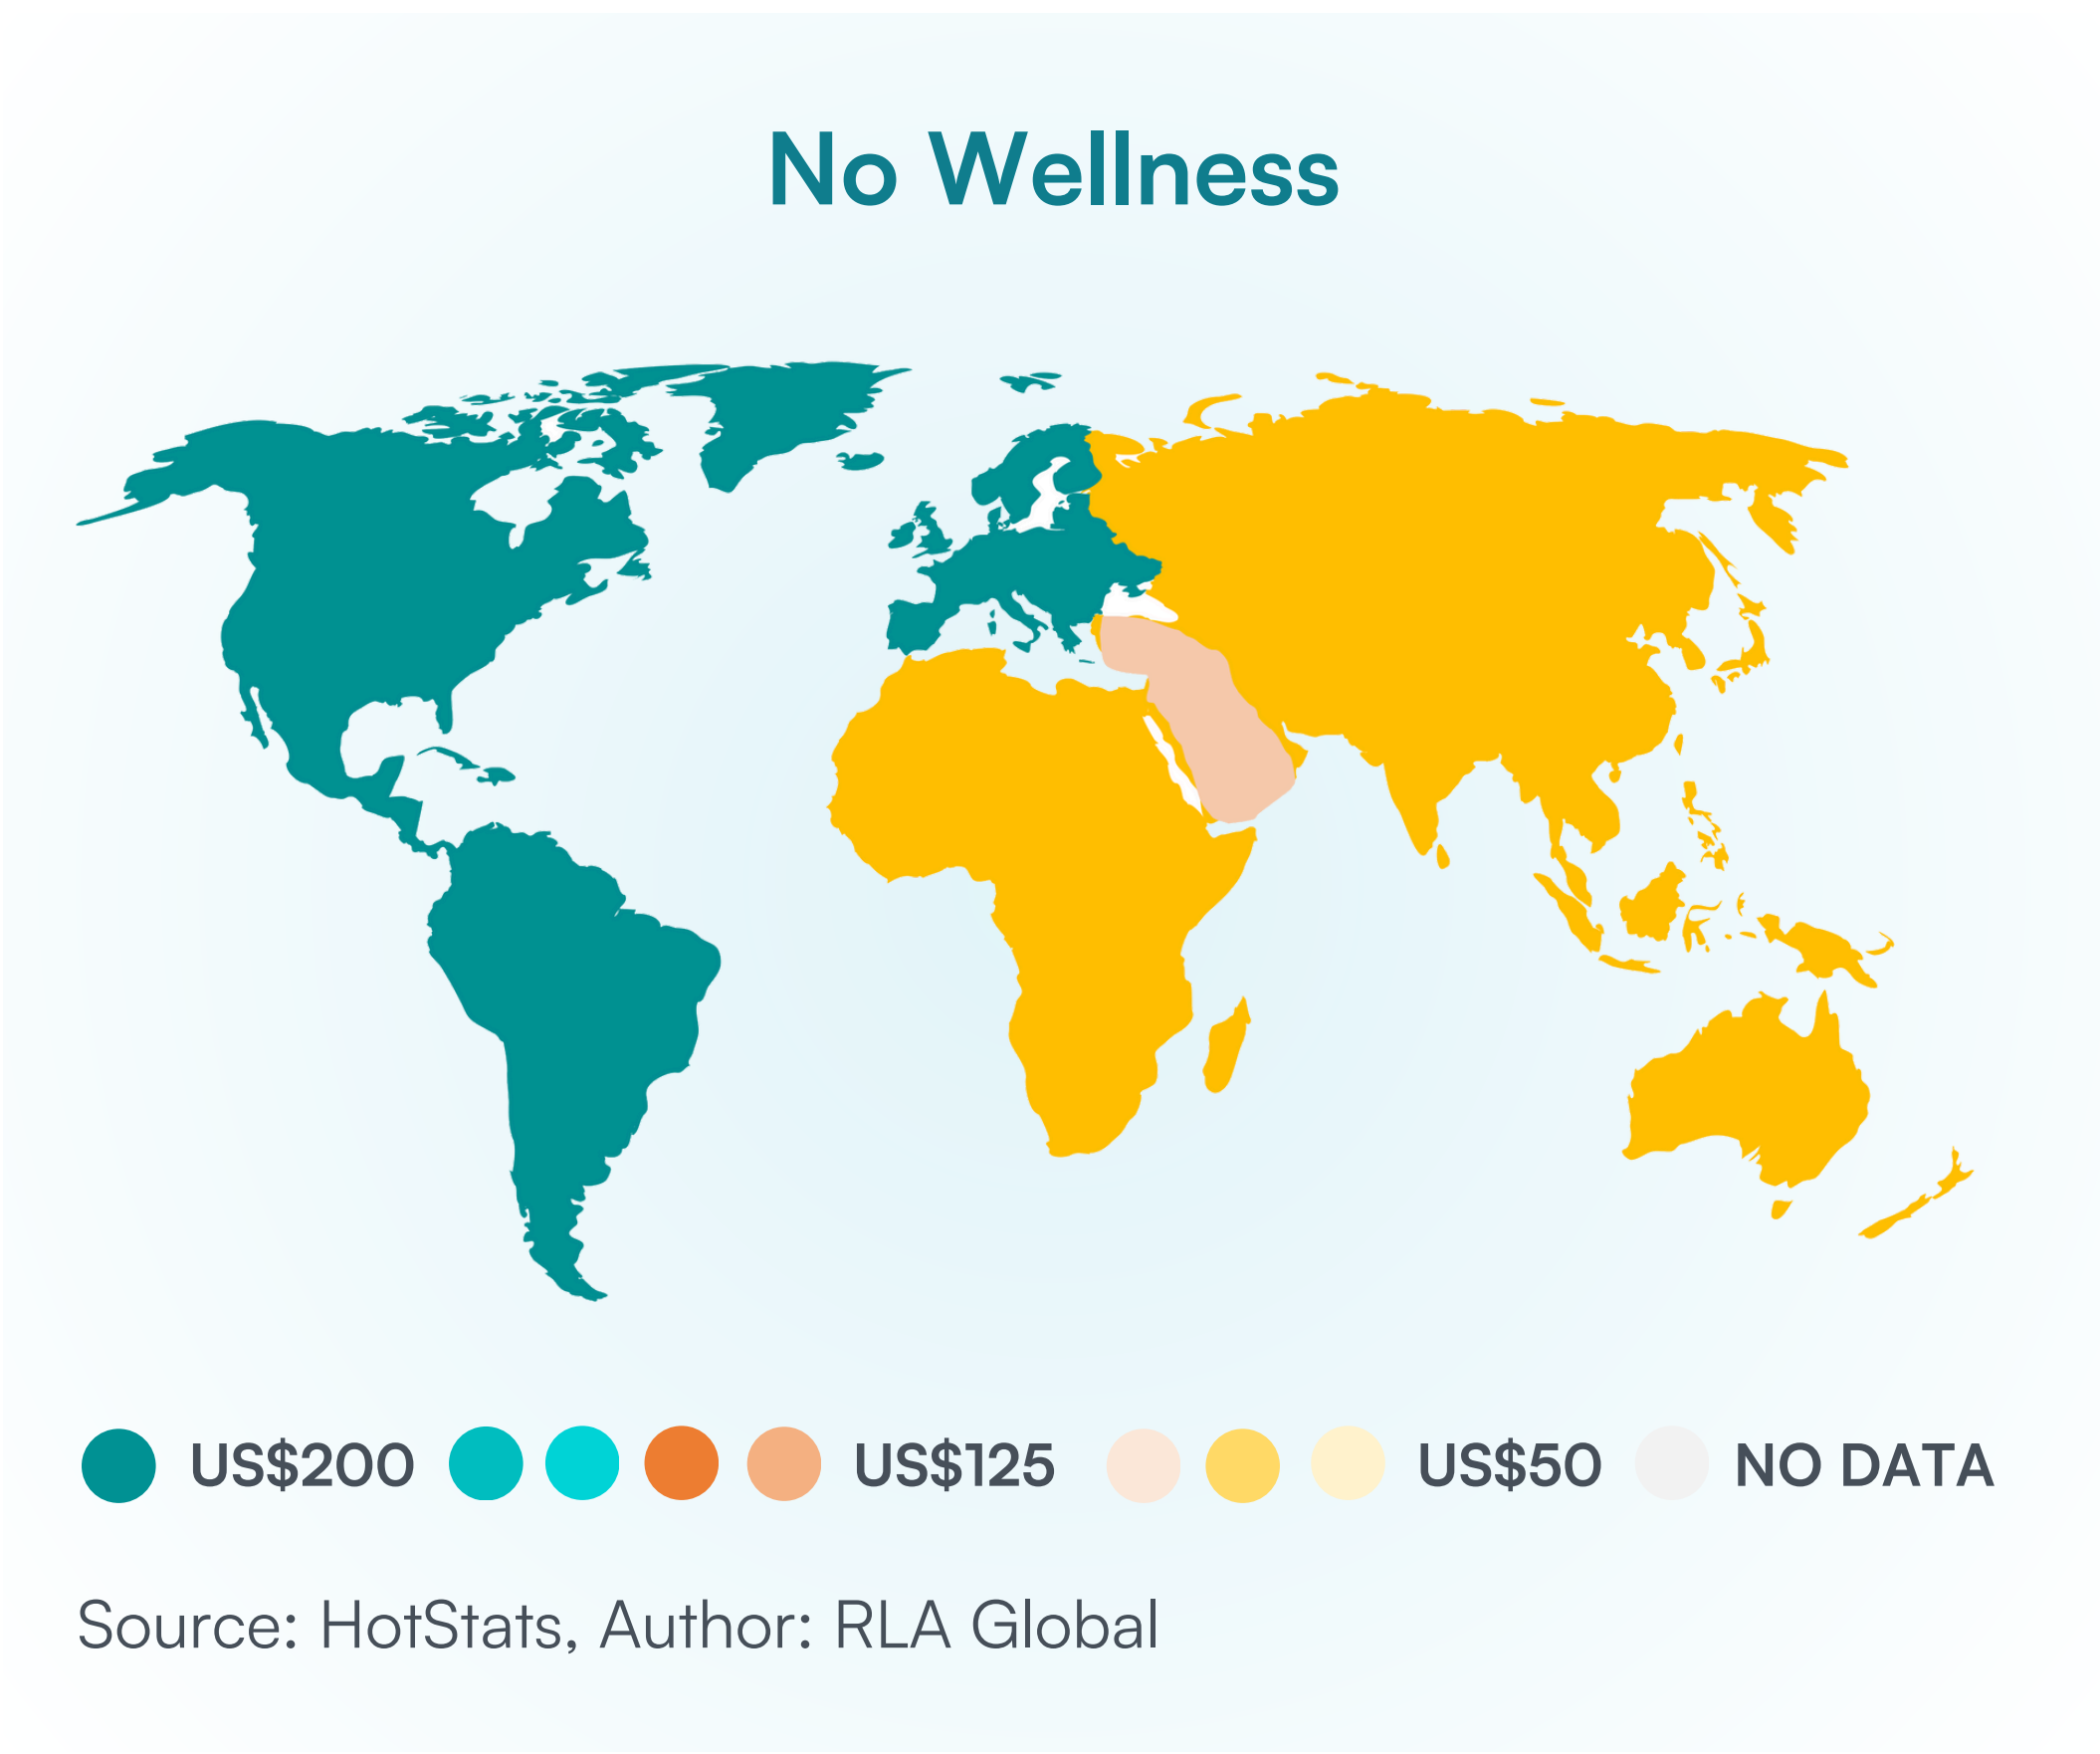 No Wellness
US$200 US$125 US$50 NO DATA
Source: HotStats, Author: RLA Global